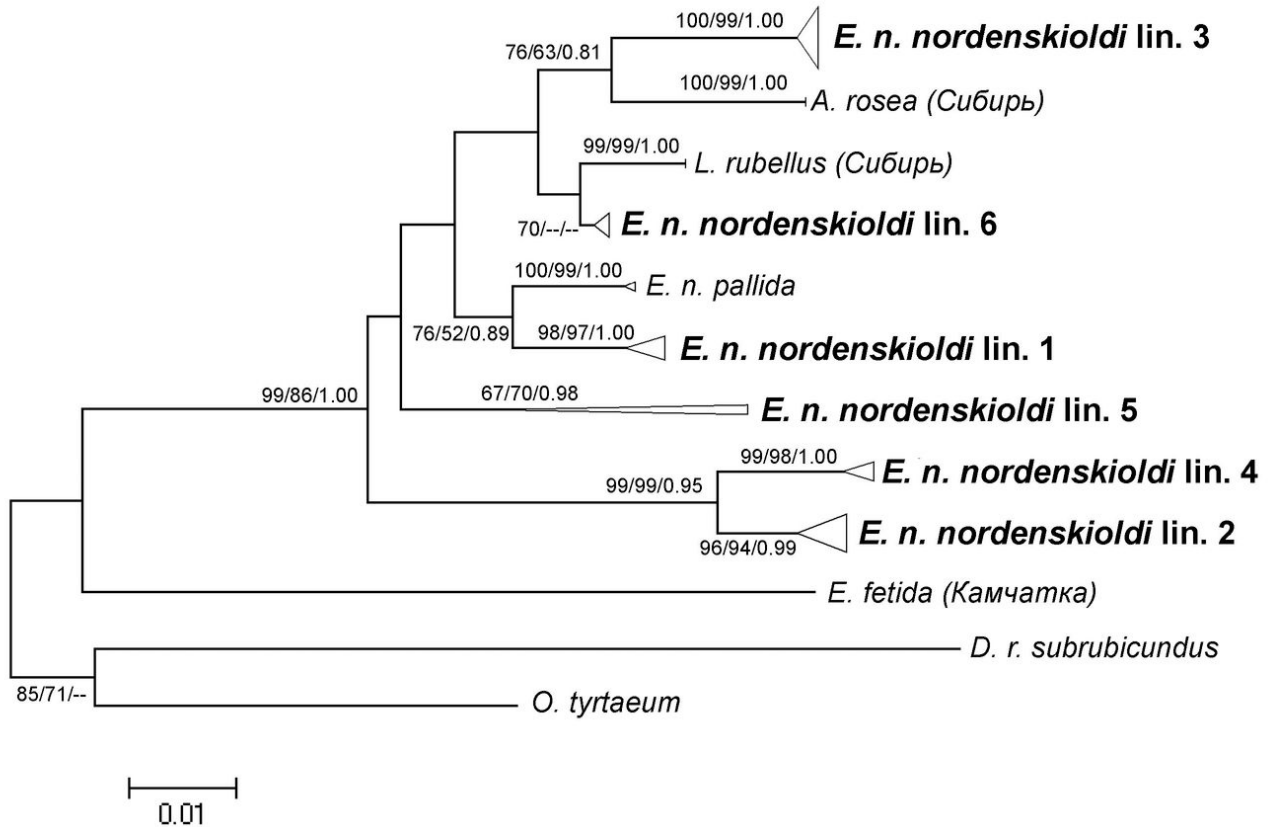 100/99/1.00
E. n. nordenskioldi lin. 3
76/63/0.81
100/99/1.00
A. rosea (Сибирь)
99/99/1.00
L. rubellus (Сибирь)
70/--/--
E. n. nordenskioldi lin. 6
100/99/1.00
E. n. pallida
76/52/0.89
98/97/1.00
E. n. nordenskioldi lin. 1
99/86/1.00
67/70/0.98
E. n. nordenskioldi lin. 5
99/98/1.00
E. n. nordenskioldi lin. 4
99/99/0.95
96/94/0.99
E. n. nordenskioldi lin. 2
E. fetida (Камчатка)
D. r. subrubicundus
85/71/--
O. tyrtaeum
0.01